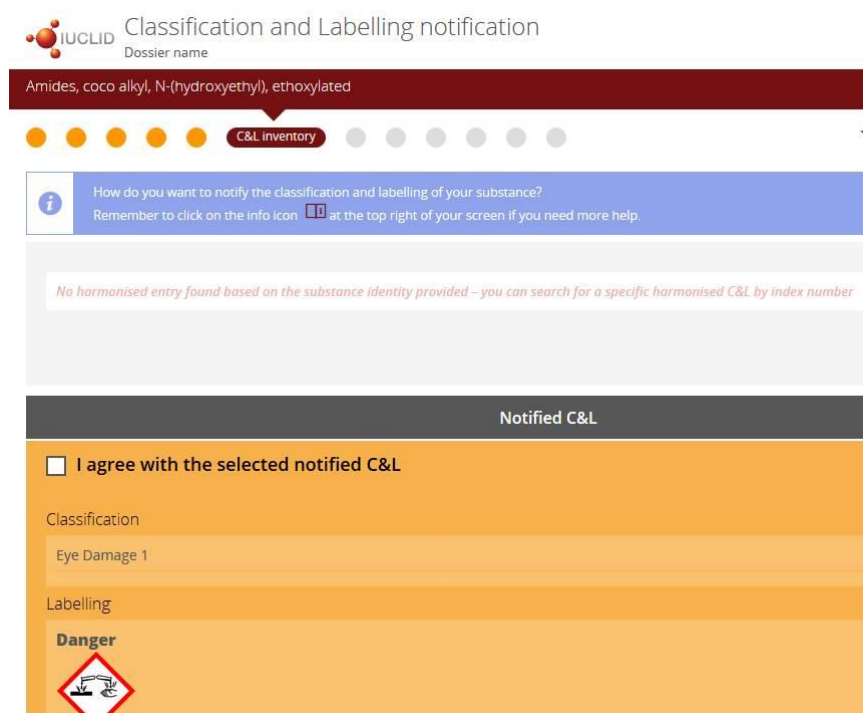 IUCLID
Classification and Labelling notification
Dossier name
Amides, coco alkyl, N-(hydroxyethyl), ethoxylated
C&L inventory
How do you want to notify the classification and labelling of your substance?
Remember to click on the info icon at the top right of your screen if you need more help.
No harmonised entry found based on the substance identity provided – you can search for a specific harmonised C&L by index number
Notified C&L
I agree with the selected notified C&L
Classification
Eye Damage 1
Labelling
Danger